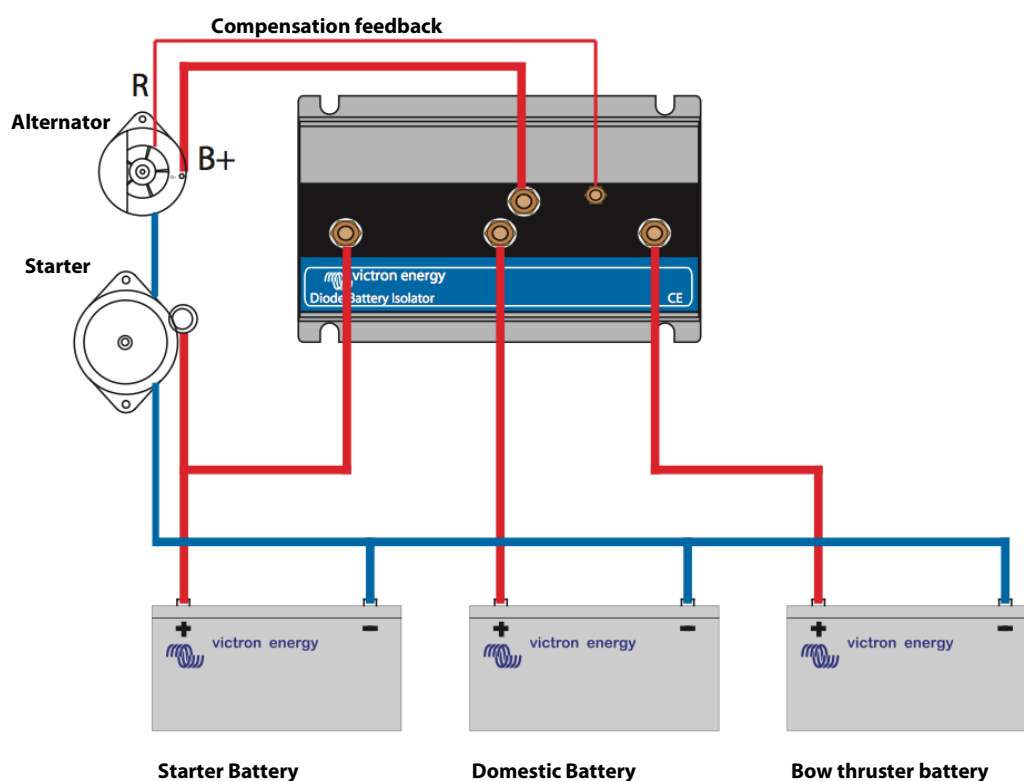 Compensation feedback
R
Alternator
B+
Starter
victron energy
Diode Battery Isolator
CE
+
-
victron energy
+
-
victron energy
+
-
victron energy
Starter Battery
Domestic Battery
Bow thruster battery